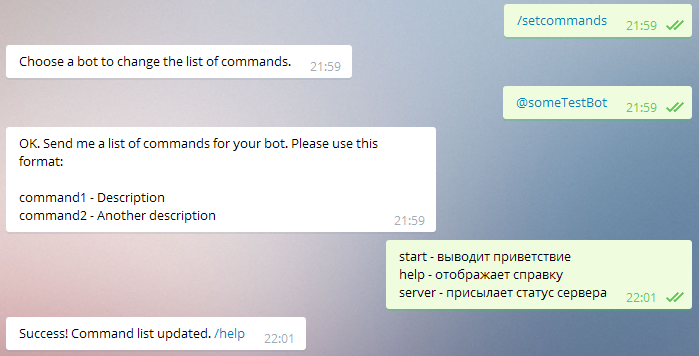 /setcommands
21:59
Choose a bot to change the list of commands.
21:59
@someTestBot
21:59
OK. Send me a list of commands for your bot. Please use this
format:
command1 - Description
command2 - Another description
21:59
start - выводит приветствие
help - отображает справку
server - присылает статус сервера
22:01
Success! Command list updated. /help
22:01